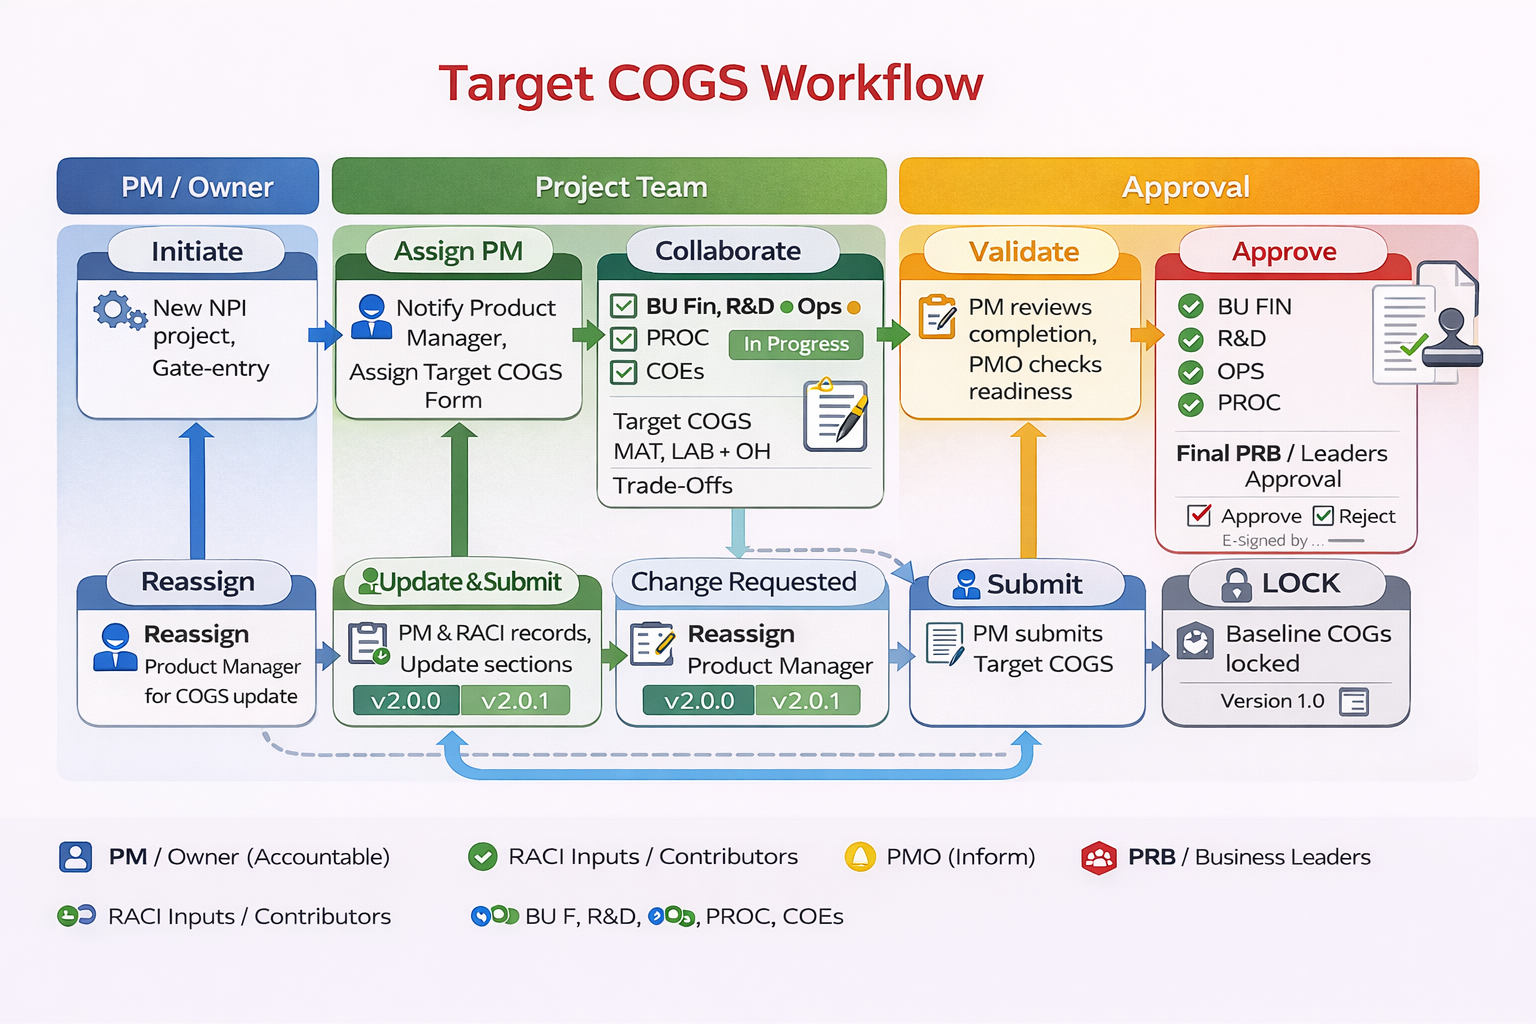 Target COGS Workflow
PM / Owner
Project Team
Approval
Initiate
New NPI
project,
Gate-entry
Assign PM
Notify Product
Manager,
Assign Target COGS
Form
Collaborate
BU Fin, R&D Ops
PROC
In Progress
COEs
Target COGS
MAT, LAB + OH
Trade-Offs
Validate
PM reviews
completion,
PMO checks
readiness
Approve
BU FIN
R&D
OPS
PROC
Final PRB / Leaders
Approval
Approve Reject
E-signed by ...
Reassign
Reassign
Product Manager
for COGS update
Update & Submit
PM & RACI records,
Update sections
v2.0.0 v2.0.1
Change Requested
Reassign
Product Manager
v2.0.0 v2.0.1
Submit
PM submits
Target COGS
LOCK
Baseline COGs
locked
Version 1.0
PM / Owner (Accountable)
RACI Inputs / Contributors
PMO (Inform)
PRB / Business Leaders
RACI Inputs / Contributors
BU F, R&D, , PROC, COEs